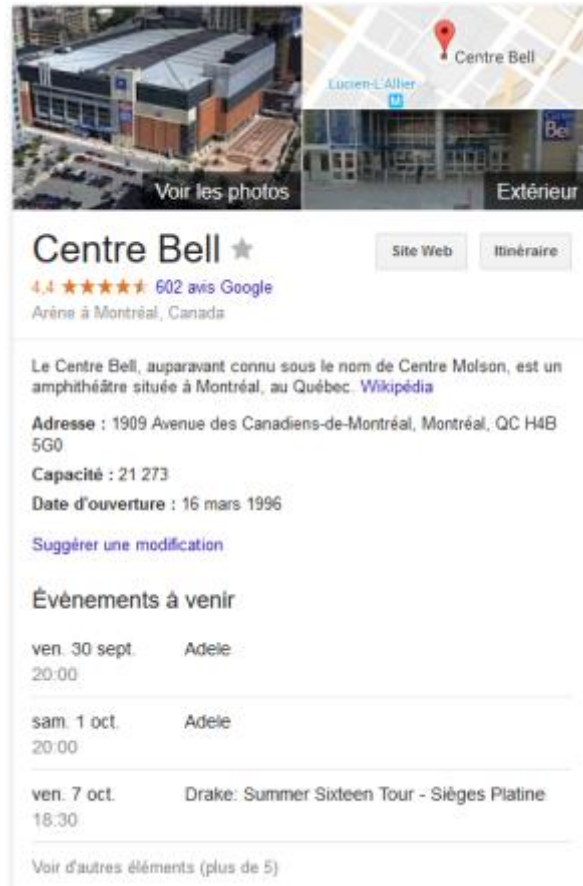 Centre Bell
Lucien-L'Allier
M
Bel
Voir les photos
Extérieur
Centre Bell
Site Web
Itinéraire
4,4 602 avis Google
Arène à Montréal, Canada
Le Centre Bell, auparavant connu sous le nom de Centre Molson, est un
amphithéâtre située à Montréal, au Québec. Wikipédia
Adresse : 1909 Avenue des Canadiens-de-Montréal, Montréal, QC H4B
5G0
Capacité : 21 273
Date d'ouverture : 16 mars 1996
Suggérer une modification
Évènements à venir
ven. 30 sept. Adele
20:00
sam. 1 oct. Adele
20:00
ven. 7 oct. Drake: Summer Sixteen Tour - Sièges Platine
18:30
Voir d'autres éléments (plus de 5)